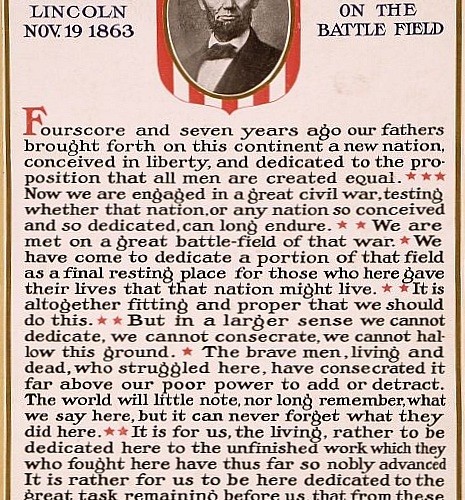 LINCOLN
NOV. 19 1863
ON THE
BATTLE FIELD
Fourscore and seven years ago our fathers
brought forth on this continent a new nation,
conceived in liberty, and dedicated to the pro-
position that all men are created equal. ★★★
Now we are engaged in a great civil war, testing
whether that nation, or any nation so conceived
and so dedicated, can long endure. ★ ★ We are
met on a great battle-field of that war. ★ We
have come to dedicate a portion of that field
as a final resting place for those who here gave
their lives that that nation might live. ★ ★ It is
altogether fitting and proper that we should
do this. ★ ★ But in a larger sense we cannot
dedicate, we cannot consecrate, we cannot hal-
low this ground. ★ The brave men, living and
dead, who struggled here, have consecrated it
far above our poor power to add or detract.
The world will little note, nor long remember, what
we say here, but it can never forget what they
did here. ★★ It is for us, the living, rather to be
dedicated here to the unfinished work which they
who fought here have thus far so nobly advanced
It is rather for us to be here dedicated to the
great task remaining before us that from these